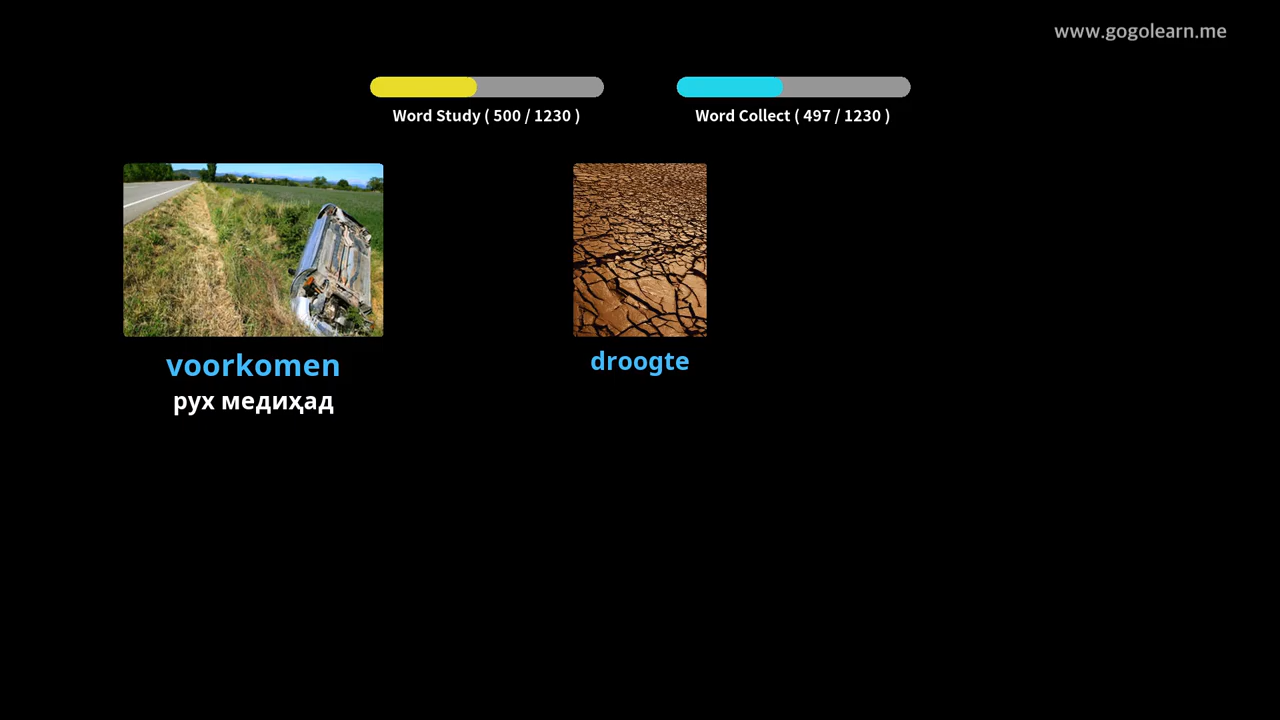 www.gogolearn.me
Word Study ( 500 / 1230 )
Word Collect ( 497 / 1230 )
voorkomen
рух медиҳад
droogte